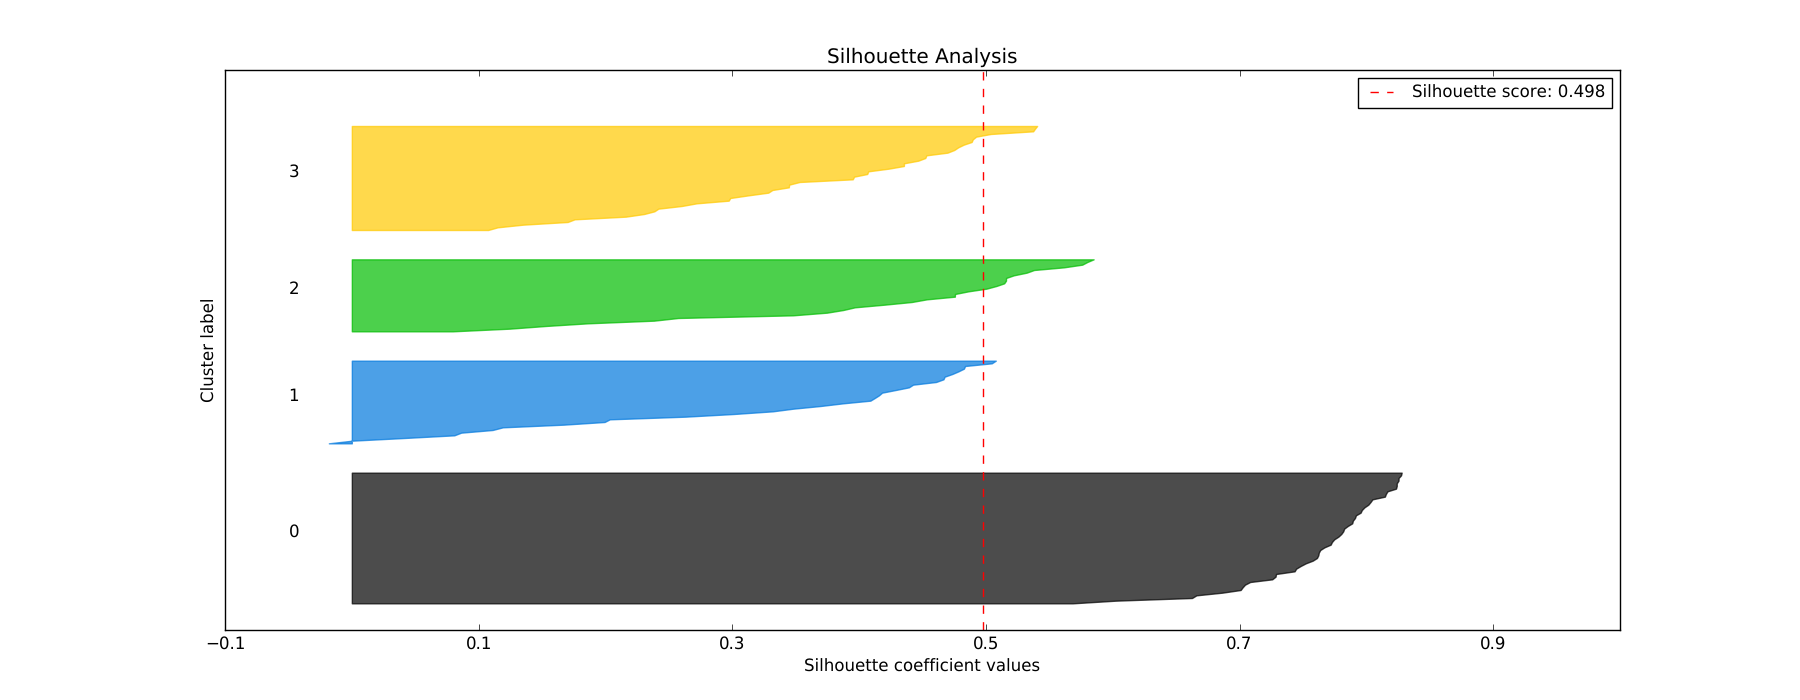 Silhouette Analysis
Silhouette score: 0.498
3
2
1
0
Cluster label
−0.1 0.1 0.3 0.5 0.7 0.9
Silhouette coefficient values